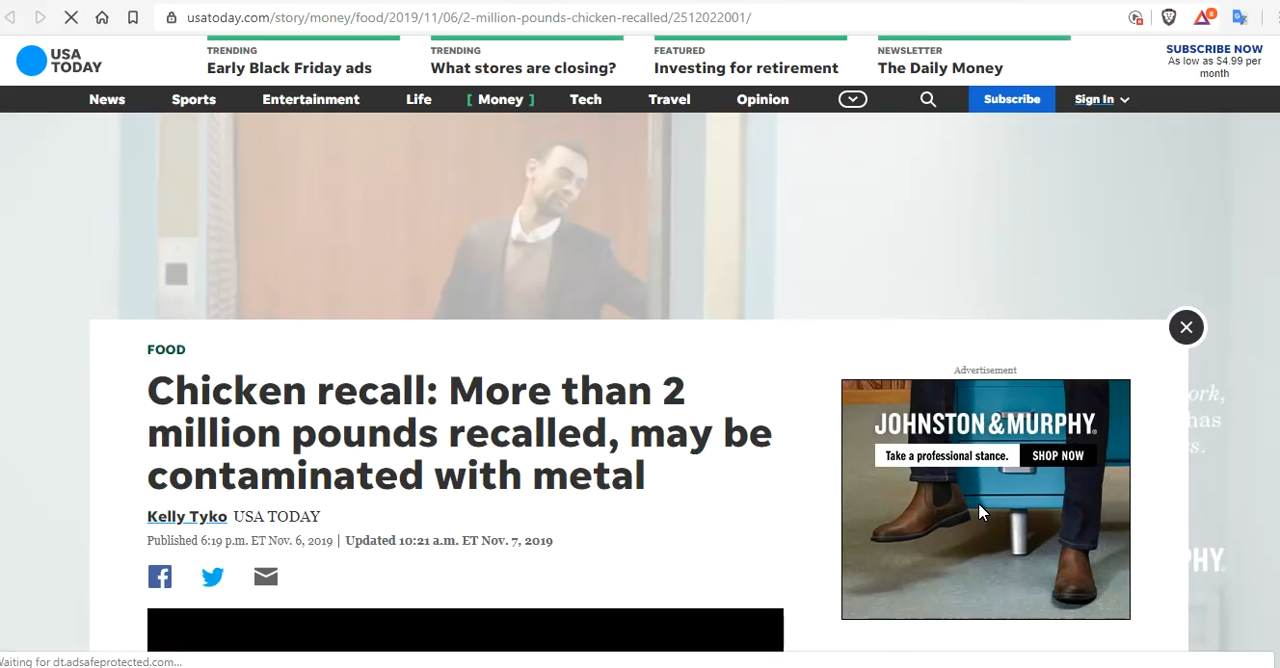 usatoday.com/story/money/food/2019/11/06/2-million-pounds-chicken-recalled/2512022001/
USA
TODAY
TRENDING
Early Black Friday ads
TRENDING
What stores are closing?
FEATURED
Investing for retirement
NEWSLETTER
The Daily Money
SUBSCRIBE NOW
As low as $4.99 per
month
News Sports Entertainment Life [ Money ] Tech Travel Opinion Subscribe Sign In
FOOD
Chicken recall: More than 2
million pounds recalled, may be
contaminated with metal
Kelly Tyko USA TODAY
Published 6:19 p.m. ET Nov. 6, 2019 | Updated 10:21 a.m. ET Nov. 7, 2019
Advertisement
JOHNSTON & MURPHY.
Take a professional stance. SHOP NOW
has
Waiting for dt.adsafeprotected.com...